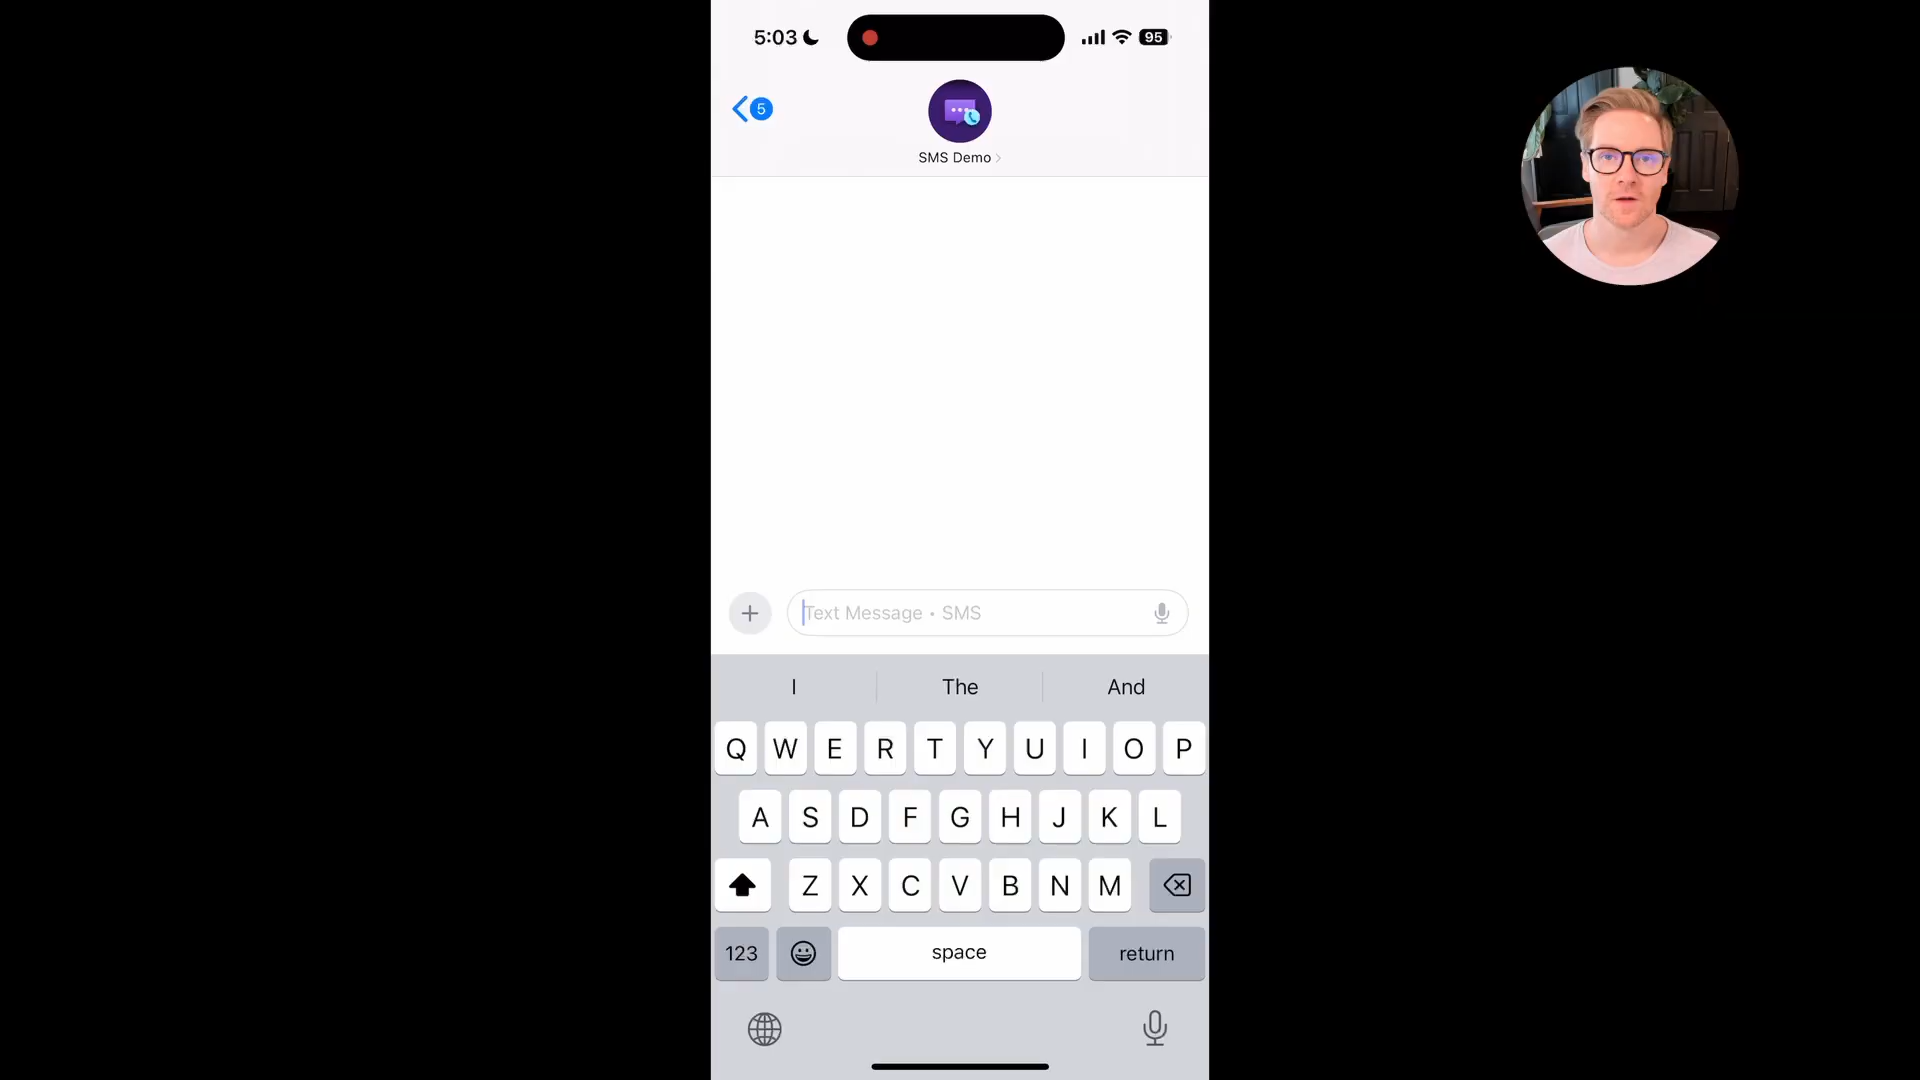 5:03
95
5
SMS Demo
Text Message • SMS
I The And
Q W E R T Y U I O P
A S D F G H J K L
Z X C V B N M
123 space return